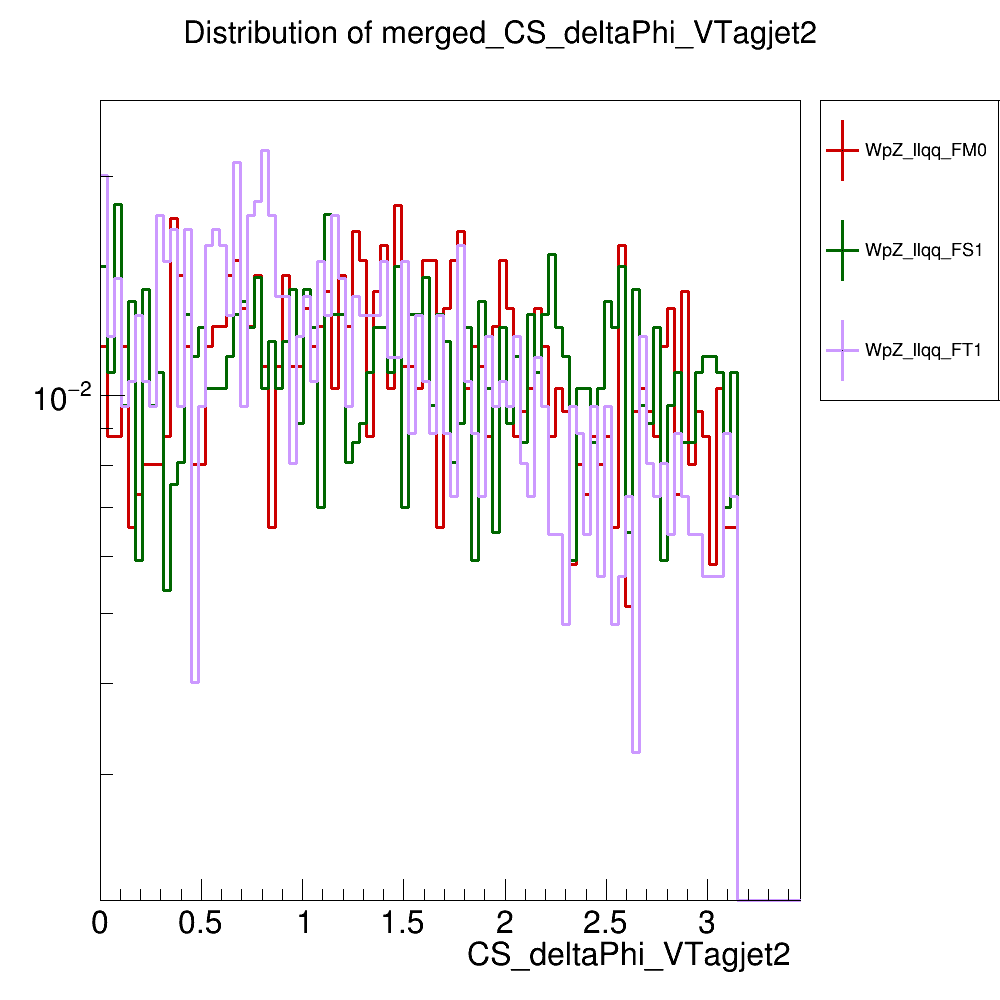 Distribution of merged_CS_deltaPhi_VTagjet2
WpZ_llqq_FM0
WpZ_llqq_FS1
WpZ_llqq_FT1
10⁻²
0 0.5 1 1.5 2 2.5 3
CS_deltaPhi_VTagjet2